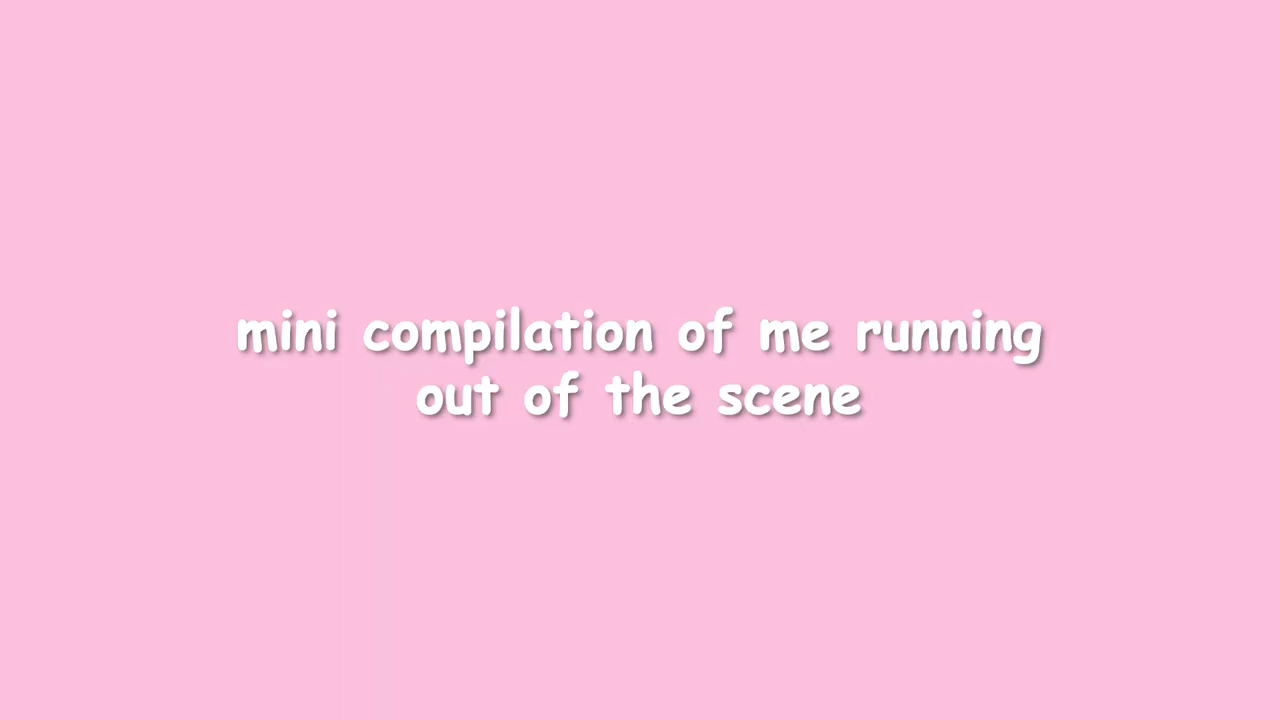 mini compilation of me running
out of the scene